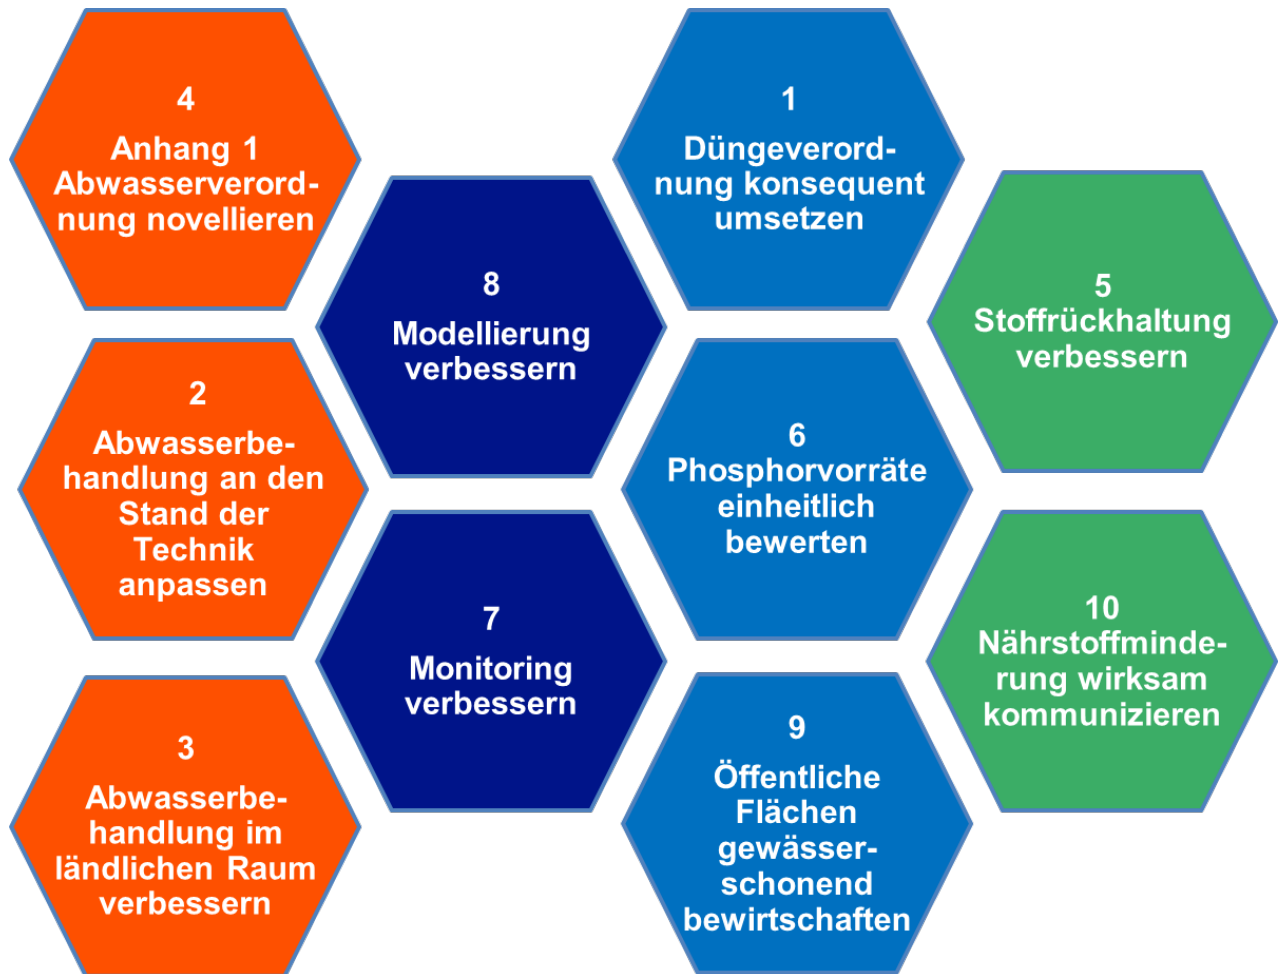 4
Anhang 1
Abwasserverord-
nung novellieren
2
Abwasserbe-
handlung an den
Stand der
Technik
anpassen
3
Abwasserbe-
handlung im
ländlichen Raum
verbessern
8
Modellierung
verbessern
7
Monitoring
verbessern
1
Düngeverord-
nung konsequent
umsetzen
6
Phosphorvorräte
einheitlich
bewerten
9
Öffentliche
Flächen
gewässer-
schonend
bewirtschaften
5
Stoffrückhaltung
verbessern
10
Nährstoffminde-
rung wirksam
kommunizieren